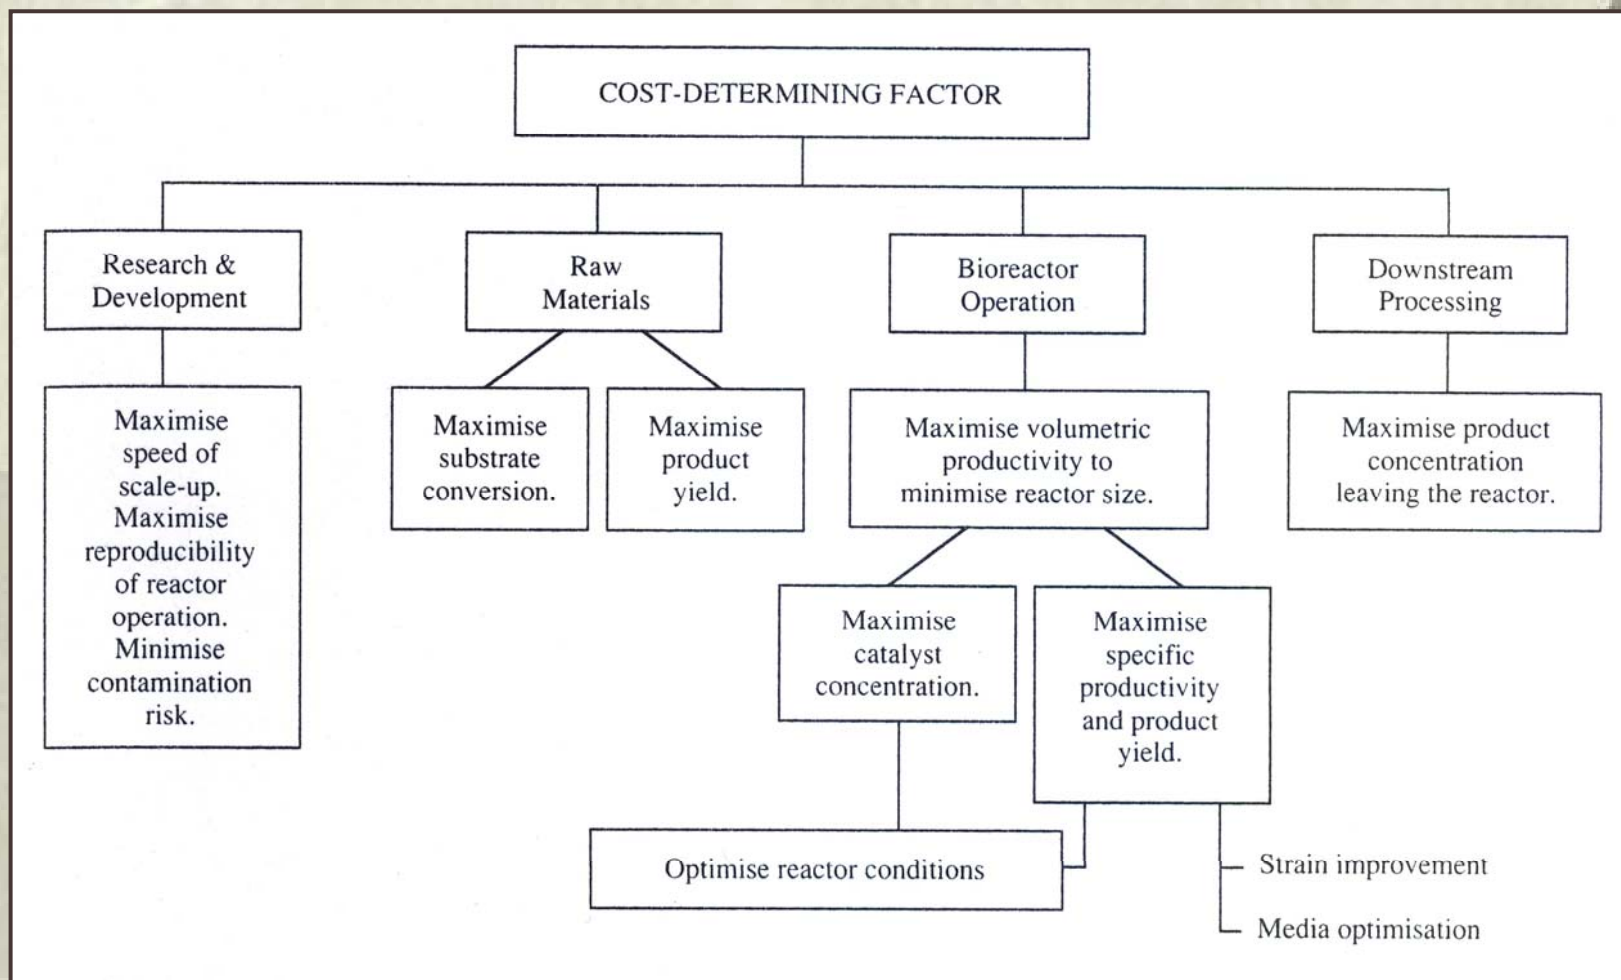 COST-DETERMINING FACTOR
Research &
Development
Raw
Materials
Bioreactor
Operation
Downstream
Processing
Maximise
speed of
scale-up.
Maximise
reproducibility
of reactor
operation.
Minimise
contamination
risk.
Maximise
substrate
conversion.
Maximise
product
yield.
Maximise volumetric
productivity to
minimise reactor size.
Maximise product
concentration
leaving the reactor.
Maximise
catalyst
concentration.
Maximise
specific
productivity
and product
yield.
Optimise reactor conditions
Strain improvement
Media optimisation